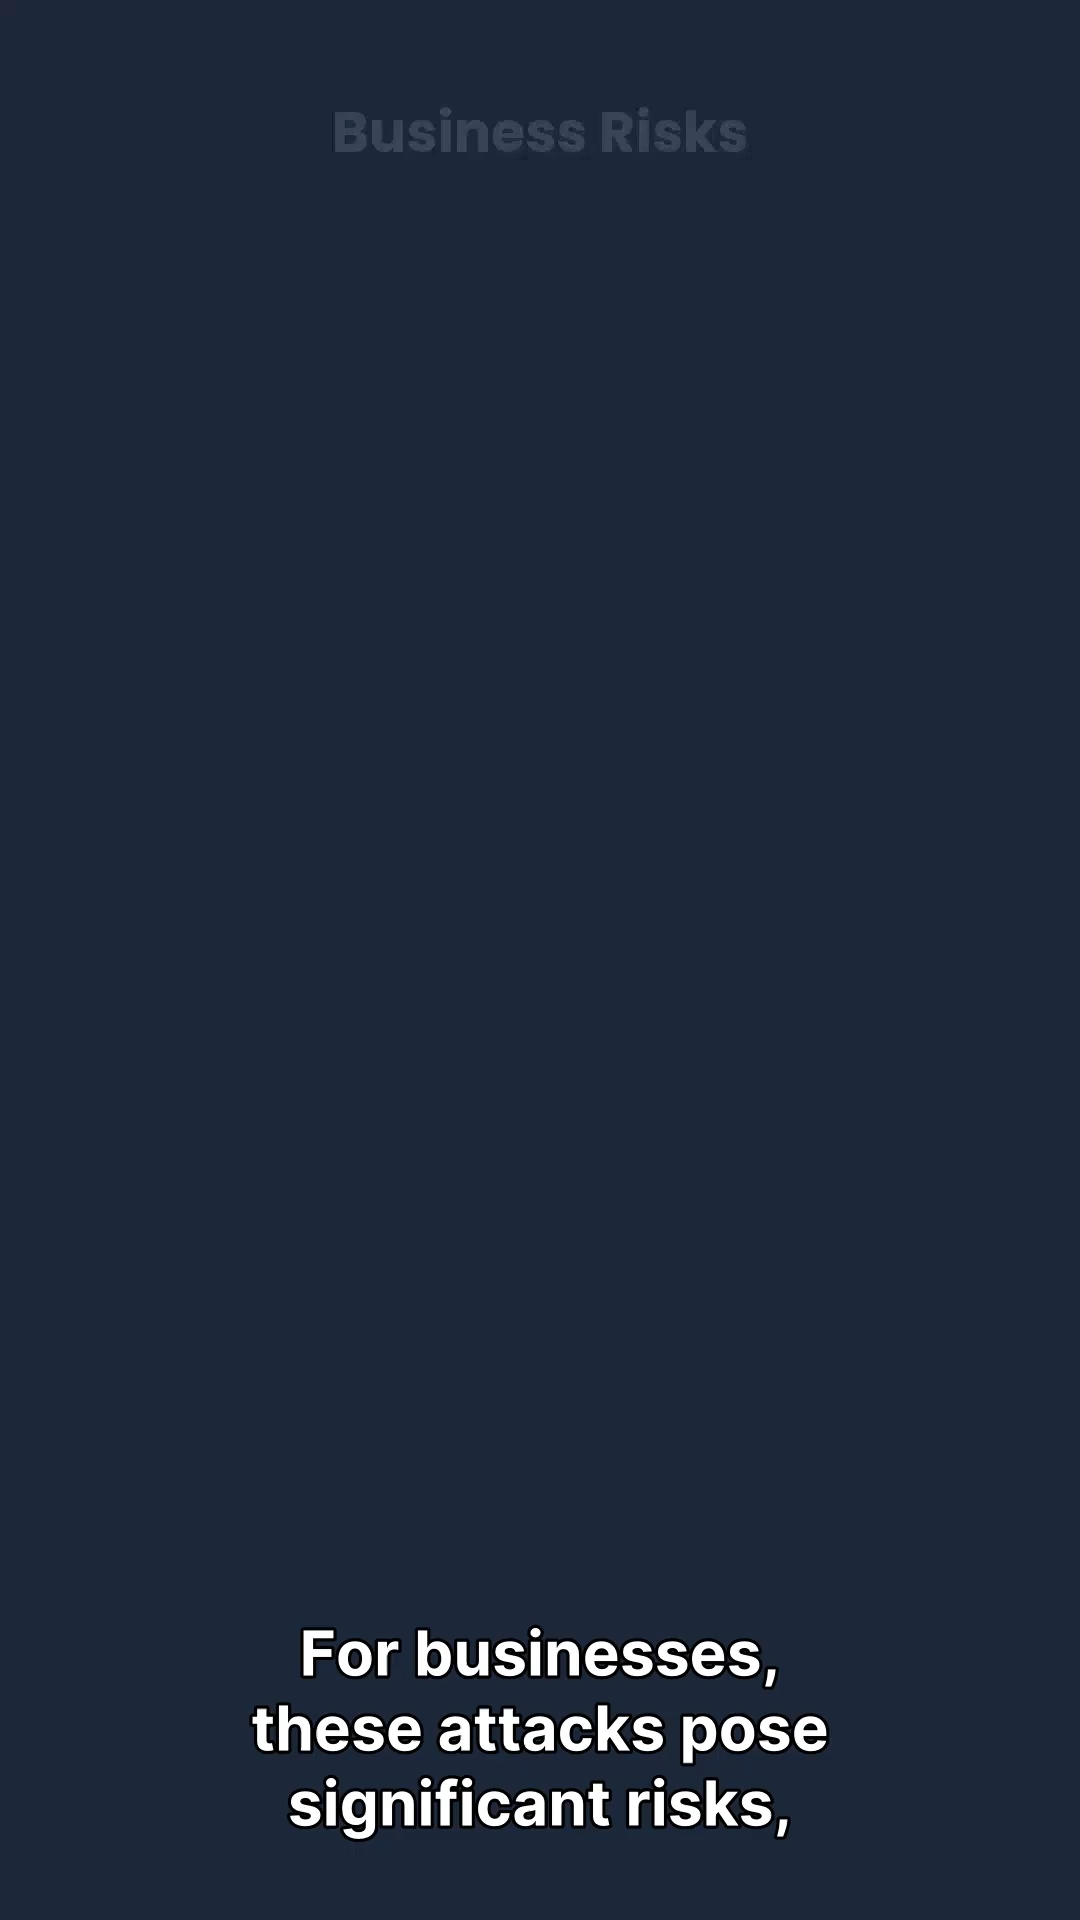 Business Risks
For businesses,
these attacks pose
significant risks,